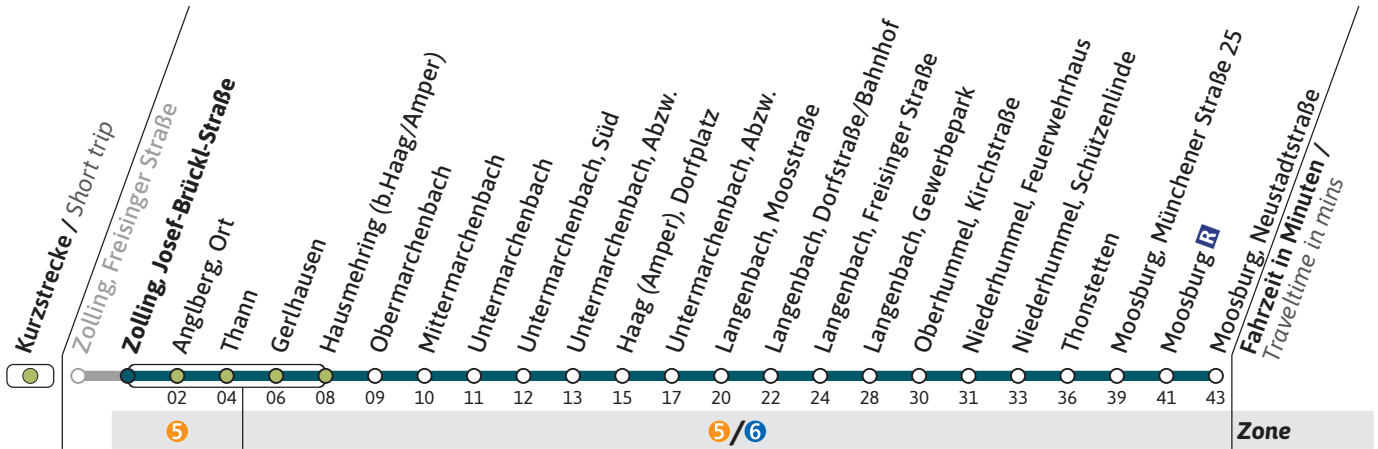 Kurzstrecke / Short trip
Zolling, Freisinger Straße
Zolling, Josef-Brückl-Straße
Anglberg, Ort
Thann
Gerlhausen
Hausmehring (b.Haag/Amper)
Obermarchenbach
Mittermarchenbach
Untermarchenbach
Untermarchenbach, Süd
Untermarchenbach, Abzw.
Haag (Amper), Dorfplatz
Untermarchenbach, Abzw.
Langenbach, Moosstraße
Langenbach, Dorfstraße/Bahnhof
Langenbach, Freisinger Straße
Langenbach, Gewerbepark
Oberhummel, Kirchstraße
Niederhummel, Feuerwehrhaus
Niederhummel, Schützenlinde
Thonstetten
Moosburg, Münchener Straße 25
Moosburg R
Moosburg, Neustadtstraße
Fahrzeit in Minuten /
Traveltime in mins
02 04 06 08 09 10 11 12 13 15 17 20 22 24 28 30 31 33 36 39 41 43
5 5/6 Zone